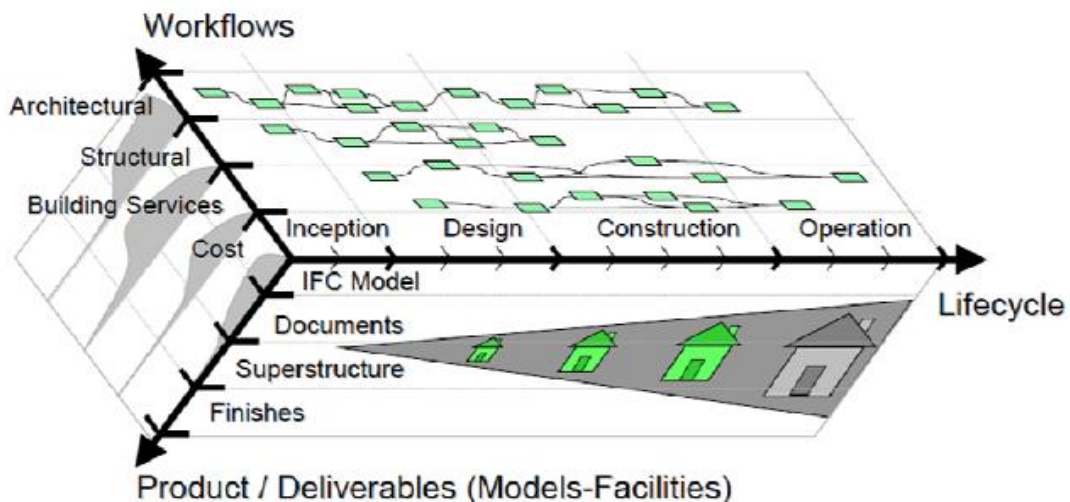 Workflows
Architectural
Structural
Building Services
Cost
Inception
Design
Construction
Operation
IFC Model
Lifecycle
Documents
Superstructure
Finishes
Product / Deliverables (Models-Facilities)